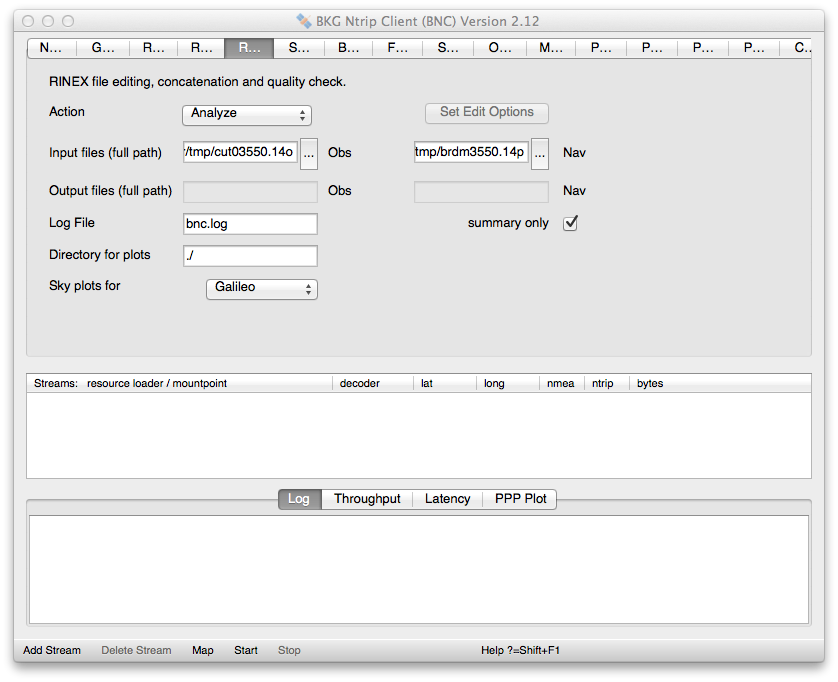 BKG Ntrip Client (BNC) Version 2.12
N... G... R... R... R... S... B... F... S... O... M... P... P... P... P... C..
RINEX file editing, concatenation and quality check.
Action Analyze Set Edit Options
Input files (full path) /tmp/cut03550.14o ... Obs tmp/brdm3550.14p ... Nav
Output files (full path) Obs Nav
Log File bnc.log summary only
Directory for plots ./
Sky plots for Galileo
Streams: resource loader / mountpoint decoder lat long nmea ntrip bytes
Log Throughput Latency PPP Plot
Add Stream Delete Stream Map Start Stop Help ?=Shift+F1